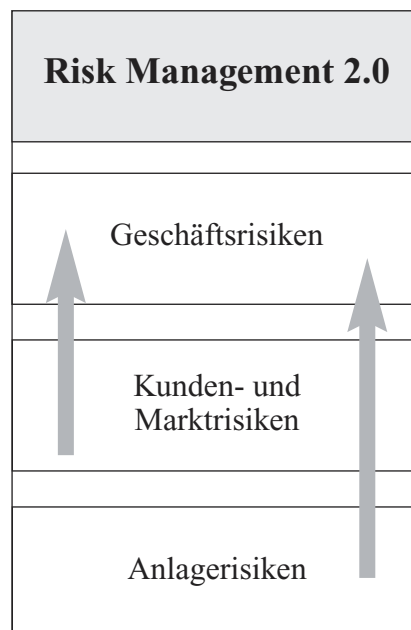 Risk Management 2.0
Geschäftsrisiken
Kunden- und
Marktrisiken
Anlagerisiken